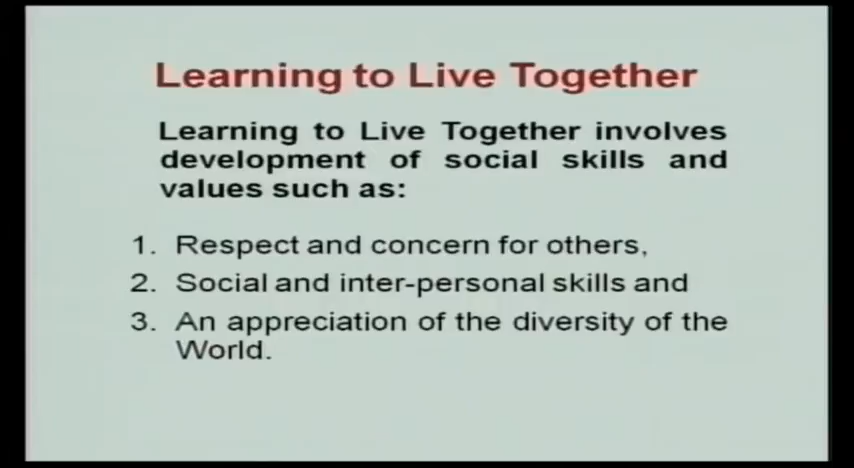 Learning to Live Together
Learning to Live Together involves
development of social skills and
values such as:
1. Respect and concern for others,
2. Social and inter-personal skills and
3. An appreciation of the diversity of the
World.